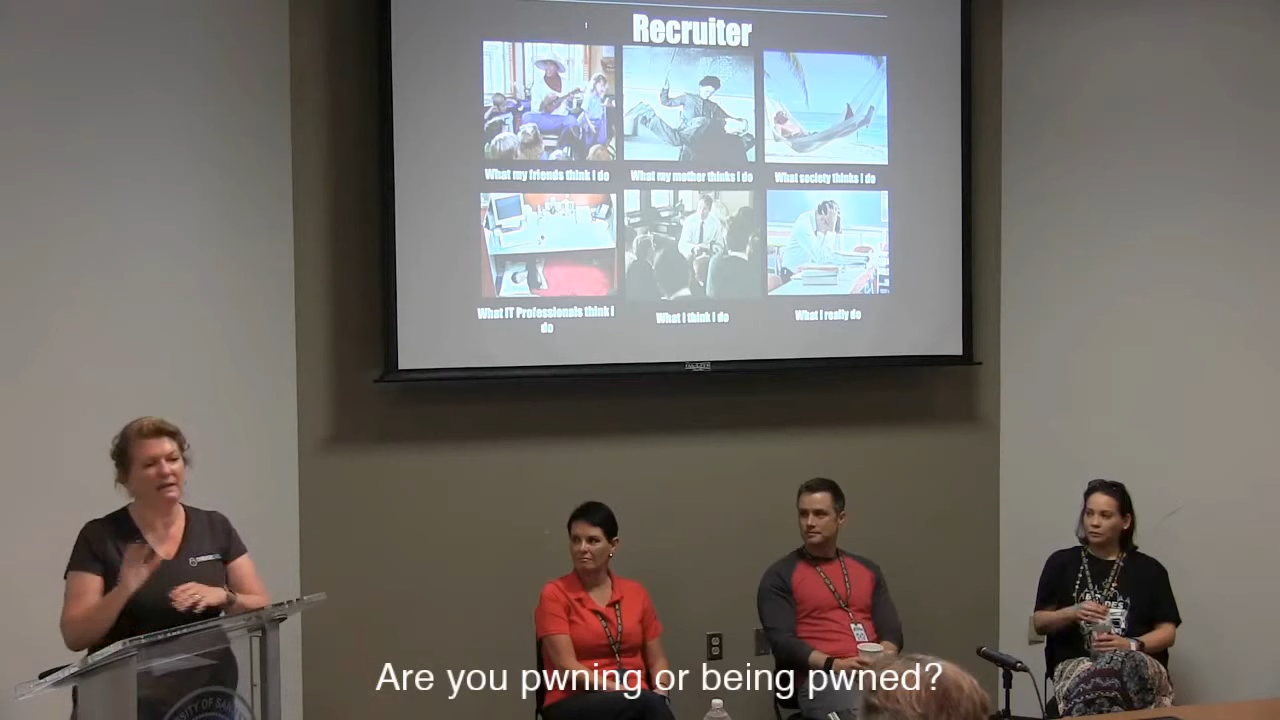 Recruiter
What my friends think I do
What my mother thinks I do
What society thinks I do
What IT Professionals think I
do
What I think I do
What I really do
Are you pwning or being pwned?